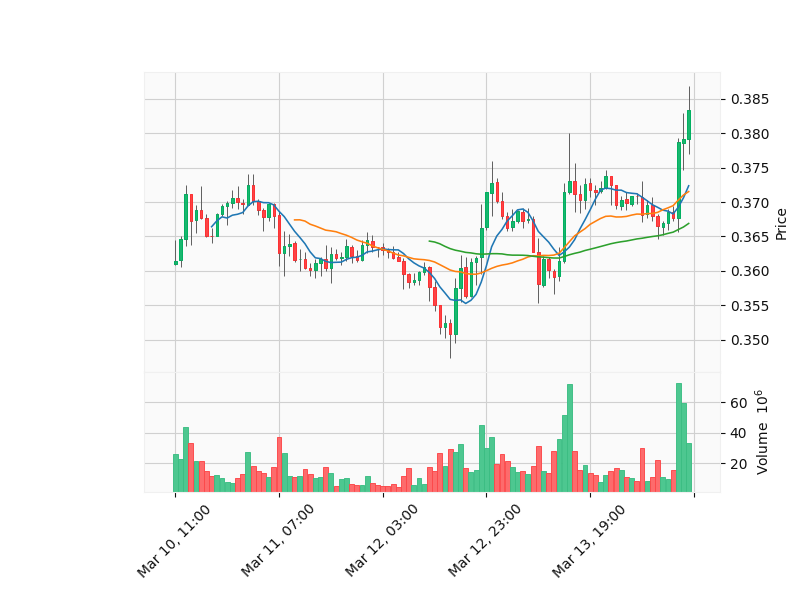 0.385
0.380
0.375
0.370
0.365
0.360
0.355
0.350
Price
60
40
20
Volume 10^6
Mar 10, 11:00
Mar 11, 07:00
Mar 12, 03:00
Mar 12, 23:00
Mar 13, 19:00